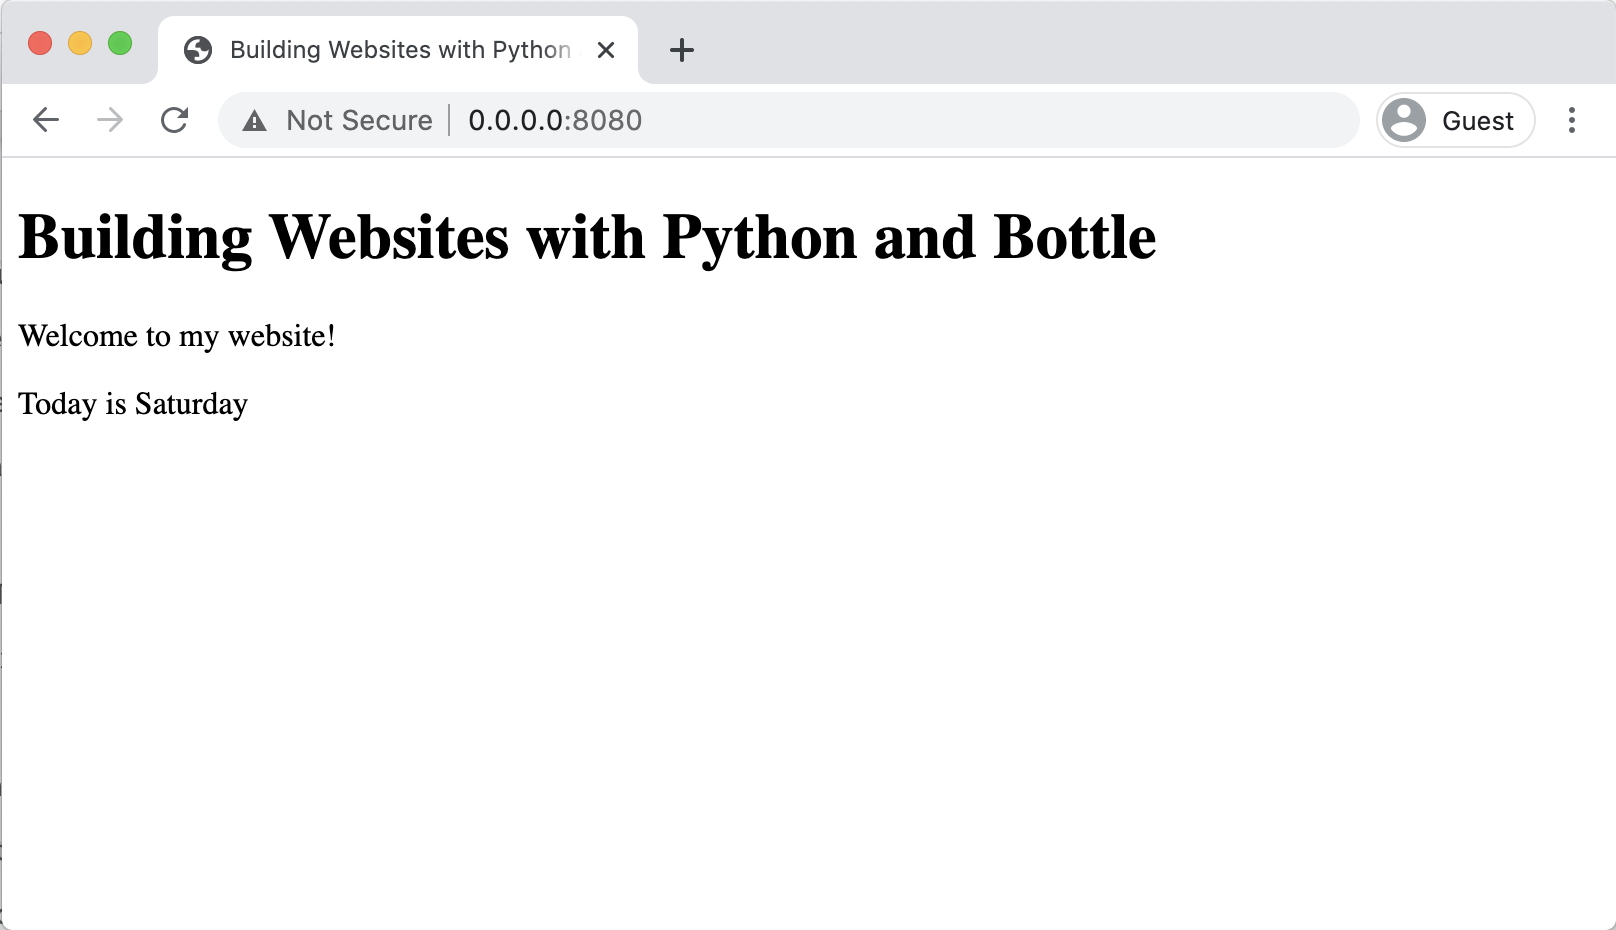 Building Websites with Python
Not Secure | 0.0.0.0:8080
Guest
Building Websites with Python and Bottle
Welcome to my website!
Today is Saturday